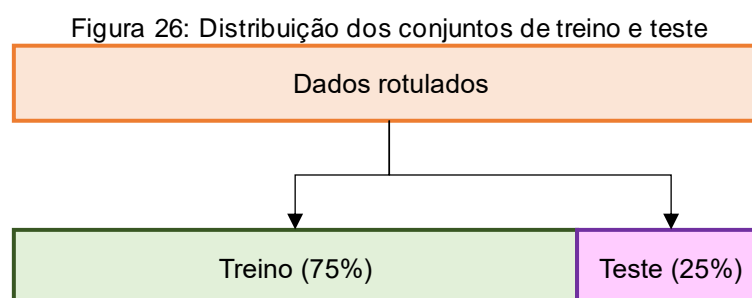 Figura 26: Distribuição dos conjuntos de treino e teste
Dados rotulados
Treino (75%)
Teste (25%)